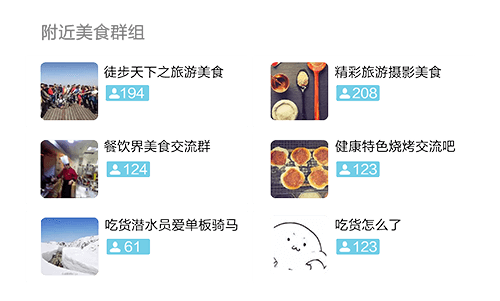 附近美食群组
徒步天下之旅游美食
194
精彩旅游摄影美食
208
餐饮界美食交流群
124
健康特色烧烤交流吧
123
吃货潜水员爱单板骑马
61
吃货怎么了
123